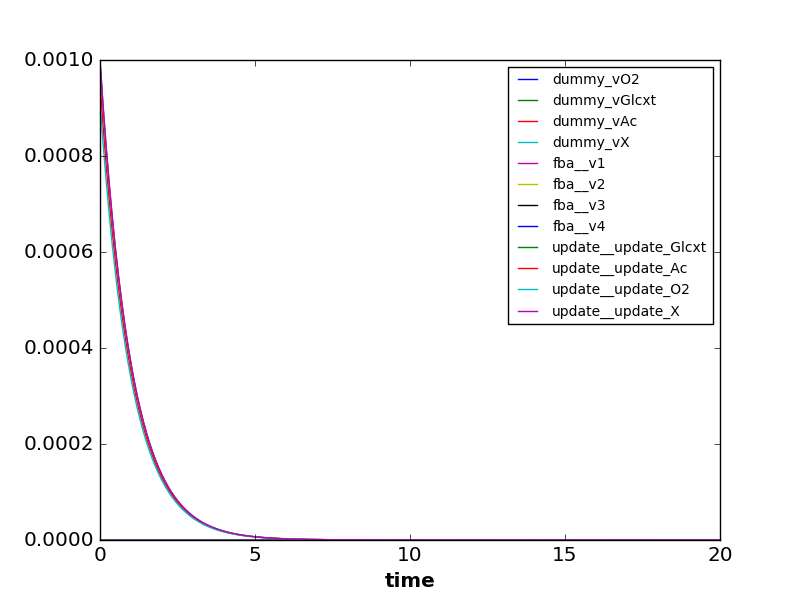 0.0010
0.0008
0.0006
0.0004
0.0002
0.0000
0
5
10
15
20
time
dummy_vO2
dummy_vGlcxt
dummy_vAc
dummy_vX
fba__v1
fba__v2
fba__v3
fba__v4
update__update_Glcxt
update__update_Ac
update__update_O2
update__update_X